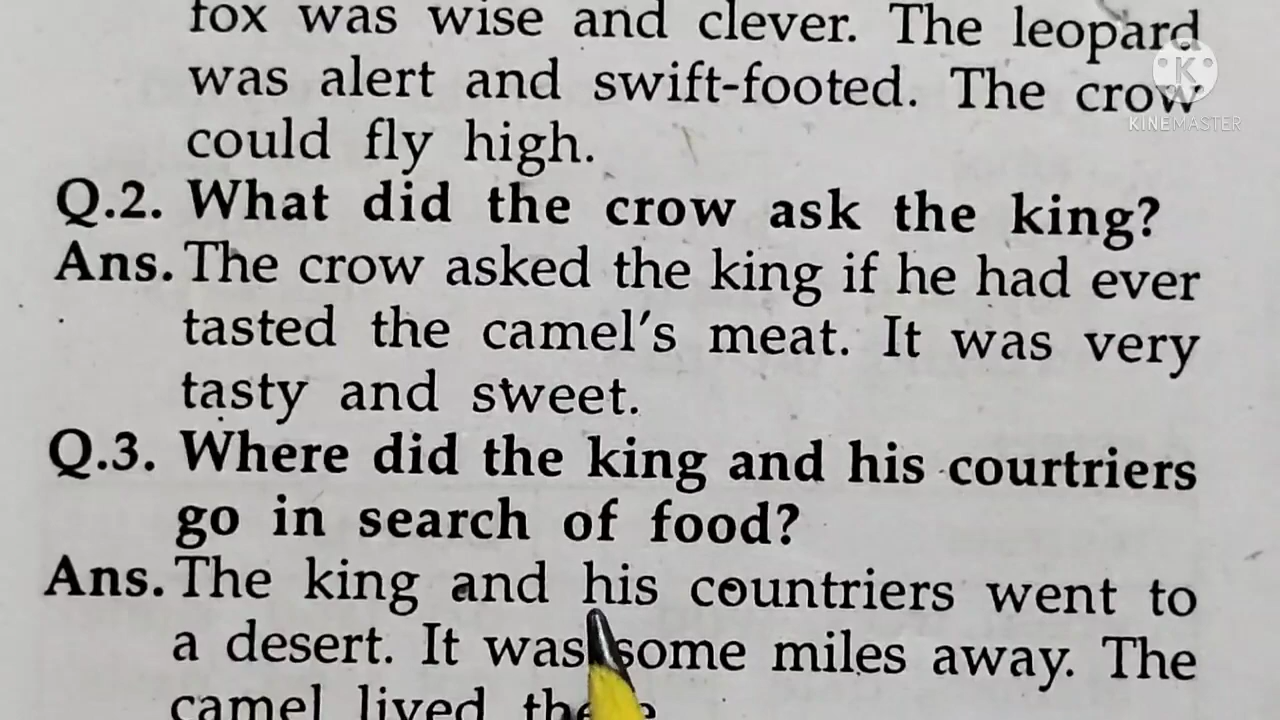 fox was wise and clever. The leopard
was alert and swift-footed. The crow
could fly high.
Q.2. What did the crow ask the king?
Ans. The crow asked the king if he had ever
tasted the camel's meat. It was very
tasty and sweet.
Q.3. Where did the king and his courtriers
go in search of food?
Ans. The king and his countriers went to
a desert. It was some miles away. The
camel lived
K
KINEMASTER